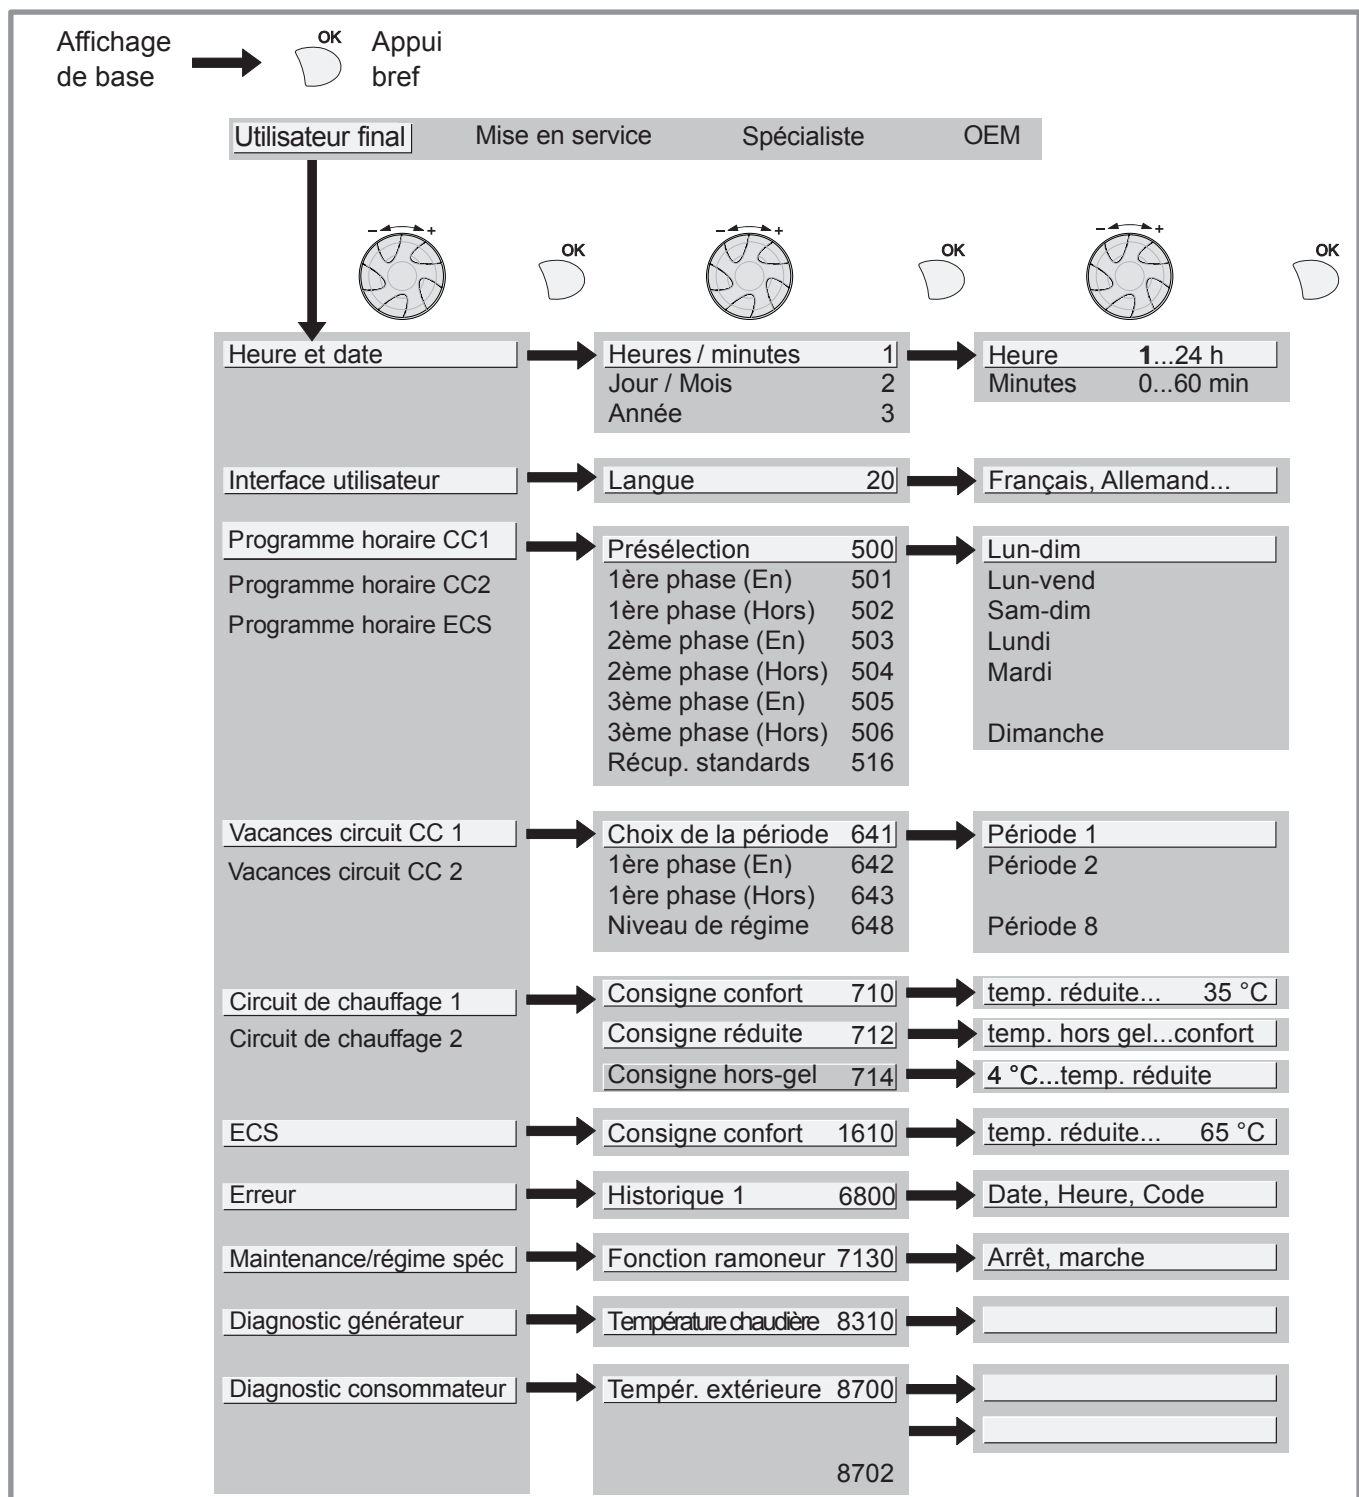 Affichage
de base
OK
Appui
bref
Utilisateur final Mise en service Spécialiste OEM
- + OK - + OK - + OK
Heure et date Heures / minutes 1 Heure 1...24 h
Jour / Mois 2 Minutes 0...60 min
Année 3
Interface utilisateur Langue 20 Français, Allemand...
Programme horaire CC1 Présélection 500 Lun-dim
Programme horaire CC2 1ère phase (En) 501 Lun-vend
Programme horaire ECS 1ère phase (Hors) 502 Sam-dim
2ème phase (En) 503 Lundi
2ème phase (Hors) 504 Mardi
3ème phase (En) 505
3ème phase (Hors) 506 Dimanche
Récup. standards 516
Vacances circuit CC 1 Choix de la période 641 Période 1
Vacances circuit CC 2 1ère phase (En) 642 Période 2
1ère phase (Hors) 643
Niveau de régime 648 Période 8
Circuit de chauffage 1 Consigne confort 710 temp. réduite... 35 °C
Circuit de chauffage 2 Consigne réduite 712 temp. hors gel...confort
Consigne hors-gel 714 4 °C...temp. réduite
ECS Consigne confort 1610 temp. réduite... 65 °C
Erreur Historique 1 6800 Date, Heure, Code
Maintenance/régime spéc Fonction ramoneur 7130 Arrêt, marche
Diagnostic générateur Température chaudière 8310
Diagnostic consommateur Tempér. extérieure 8700
8702